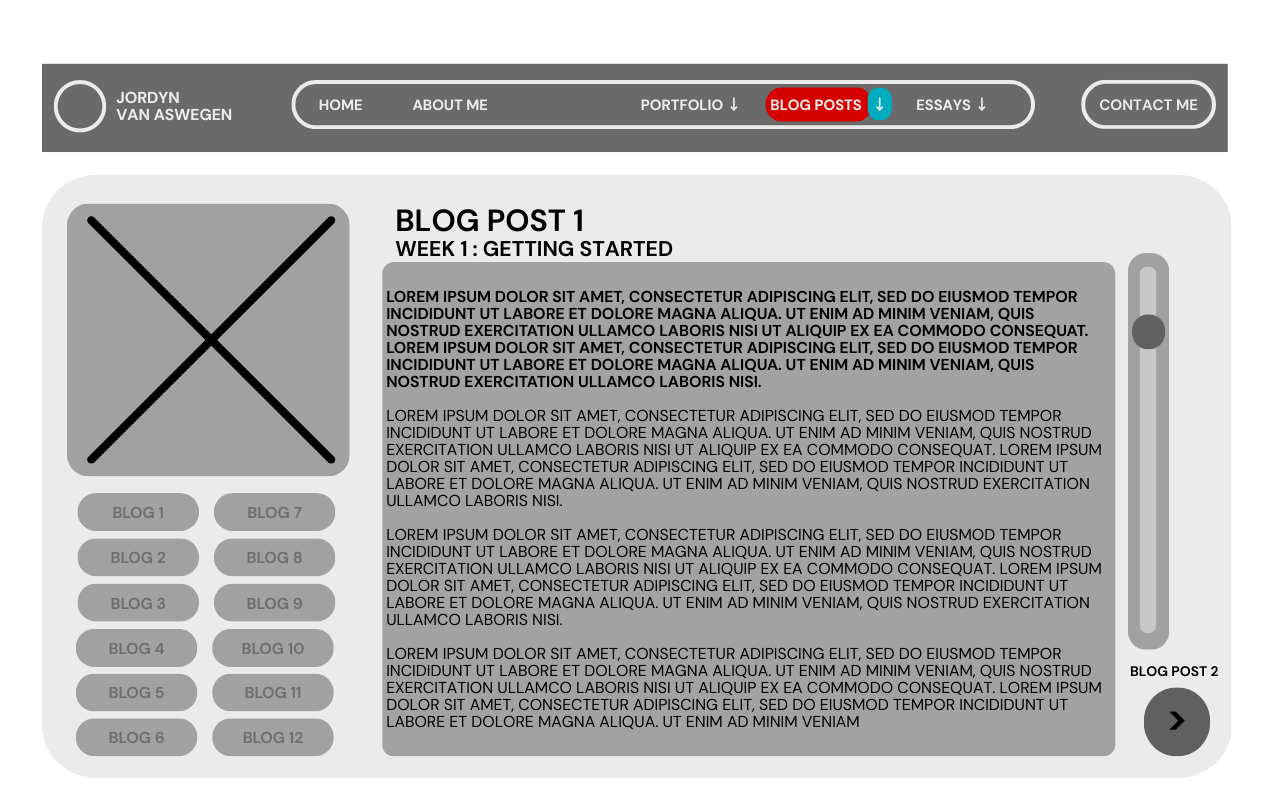 JORDYN
VAN ASWEGEN
HOME
ABOUT ME
PORTFOLIO ↓
BLOG POSTS ↓
ESSAYS ↓
CONTACT ME
BLOG POST 1
WEEK 1 : GETTING STARTED
LOREM IPSUM DOLOR SIT AMET, CONSECTETUR ADIPISCING ELIT, SED DO EIUSMOD TEMPOR
INCIDIDUNT UT LABORE ET DOLORE MAGNA ALIQUA. UT ENIM AD MINIM VENIAM, QUIS
NOSTRUD EXERCITATION ULLAMCO LABORIS NISI UT ALIQUIP EX EA COMMODO CONSEQUAT.
LOREM IPSUM DOLOR SIT AMET, CONSECTETUR ADIPISCING ELIT, SED DO EIUSMOD TEMPOR
INCIDIDUNT UT LABORE ET DOLORE MAGNA ALIQUA. UT ENIM AD MINIM VENIAM, QUIS
NOSTRUD EXERCITATION ULLAMCO LABORIS NISI.
LOREM IPSUM DOLOR SIT AMET, CONSECTETUR ADIPISCING ELIT, SED DO EIUSMOD TEMPOR
INCIDIDUNT UT LABORE ET DOLORE MAGNA ALIQUA. UT ENIM AD MINIM VENIAM, QUIS NOSTRUD
EXERCITATION ULLAMCO LABORIS NISI UT ALIQUIP EX EA COMMODO CONSEQUAT. LOREM IPSUM
DOLOR SIT AMET, CONSECTETUR ADIPISCING ELIT, SED DO EIUSMOD TEMPOR INCIDIDUNT UT
LABORE ET DOLORE MAGNA ALIQUA. UT ENIM AD MINIM VENIAM, QUIS NOSTRUD EXERCITATION
ULLAMCO LABORIS NISI.
LOREM IPSUM DOLOR SIT AMET, CONSECTETUR ADIPISCING ELIT, SED DO EIUSMOD TEMPOR
INCIDIDUNT UT LABORE ET DOLORE MAGNA ALIQUA. UT ENIM AD MINIM VENIAM, QUIS NOSTRUD
EXERCITATION ULLAMCO LABORIS NISI UT ALIQUIP EX EA COMMODO CONSEQUAT. LOREM IPSUM
DOLOR SIT AMET, CONSECTETUR ADIPISCING ELIT, SED DO EIUSMOD TEMPOR INCIDIDUNT UT
LABORE ET DOLORE MAGNA ALIQUA. UT ENIM AD MINIM VENIAM, QUIS NOSTRUD EXERCITATION
ULLAMCO LABORIS NISI.
LOREM IPSUM DOLOR SIT AMET, CONSECTETUR ADIPISCING ELIT, SED DO EIUSMOD TEMPOR
INCIDIDUNT UT LABORE ET DOLORE MAGNA ALIQUA. UT ENIM AD MINIM VENIAM, QUIS NOSTRUD
EXERCITATION ULLAMCO LABORIS NISI UT ALIQUIP EX EA COMMODO CONSEQUAT. LOREM IPSUM
DOLOR SIT AMET, CONSECTETUR ADIPISCING ELIT, SED DO EIUSMOD TEMPOR INCIDIDUNT UT
LABORE ET DOLORE MAGNA ALIQUA. UT ENIM AD MINIM VENIAM
BLOG 1
BLOG 7
BLOG 2
BLOG 8
BLOG 3
BLOG 9
BLOG 4
BLOG 10
BLOG 5
BLOG 11
BLOG 6
BLOG 12
BLOG POST 2